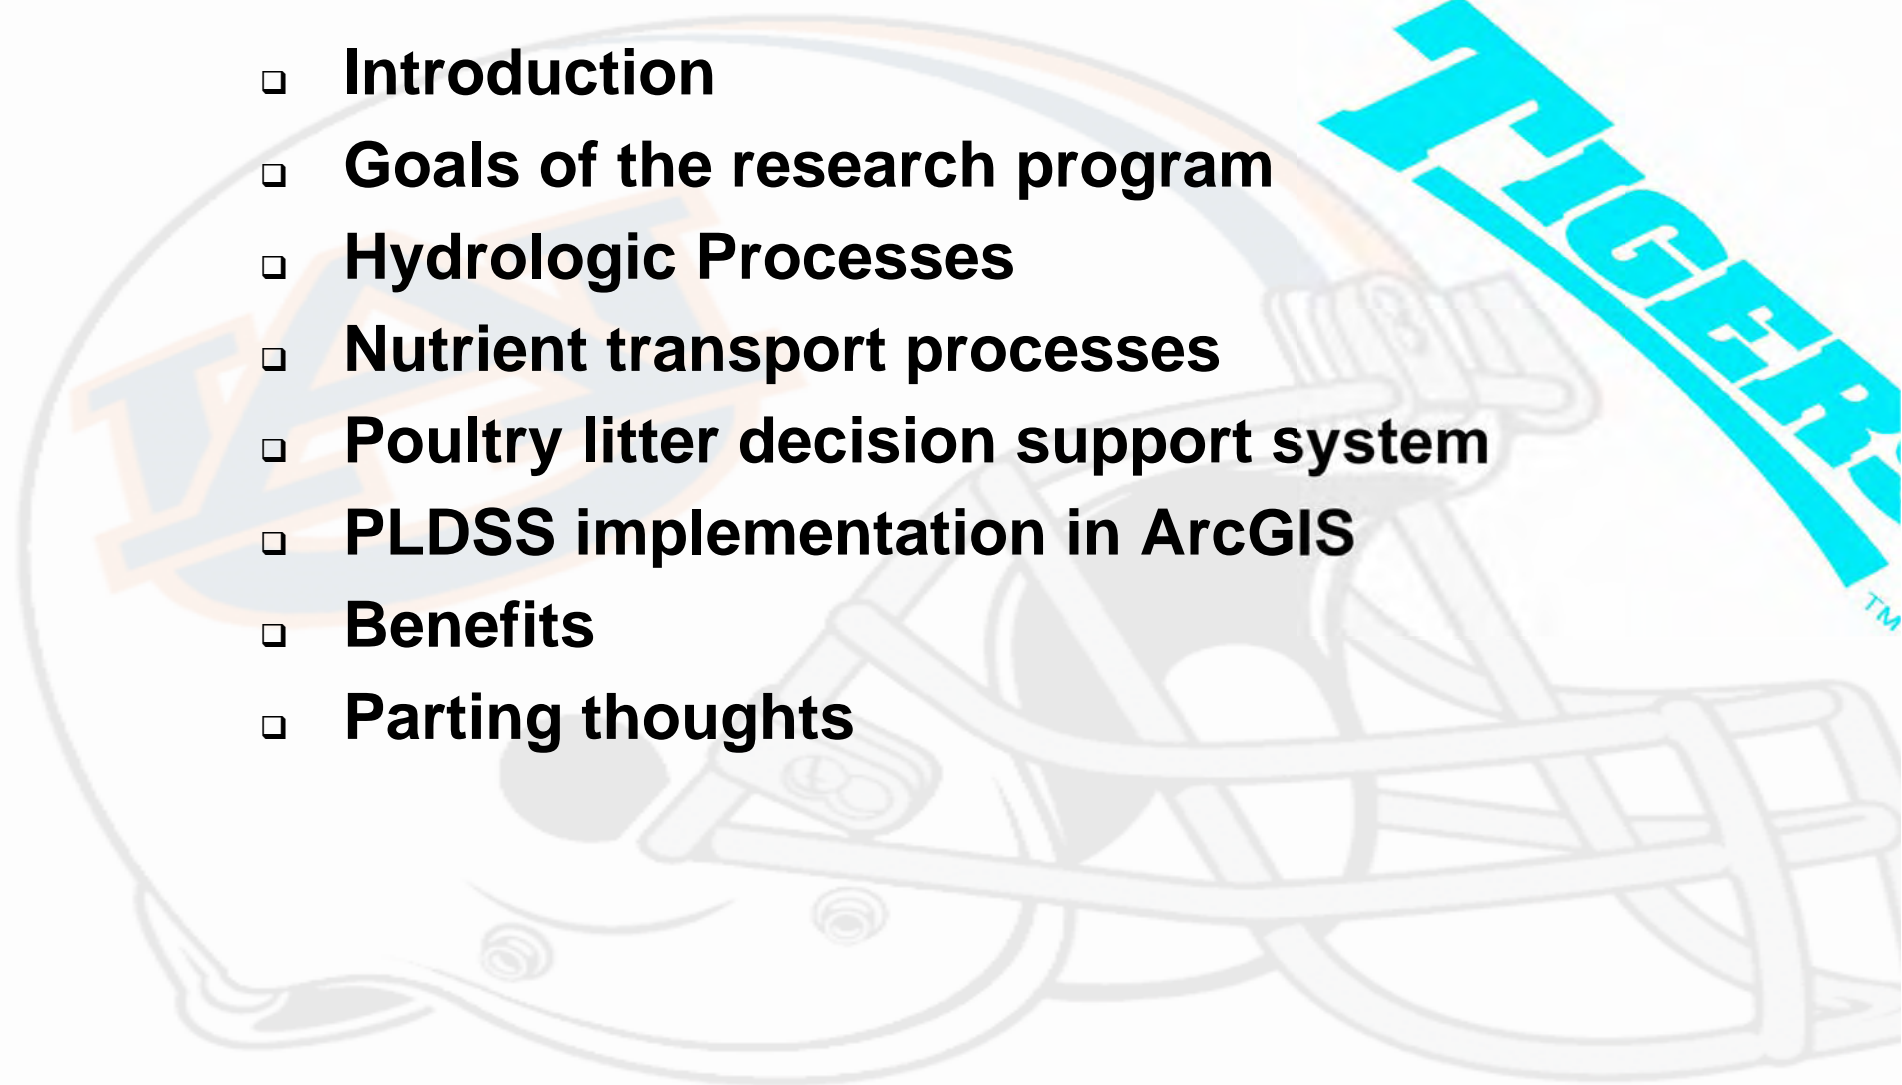 Introduction
Goals of the research program
Hydrologic Processes
Nutrient transport processes
Poultry litter decision support system
PLDSS implementation in ArcGIS
Benefits
Parting thoughts
TIGERS
TM
AU